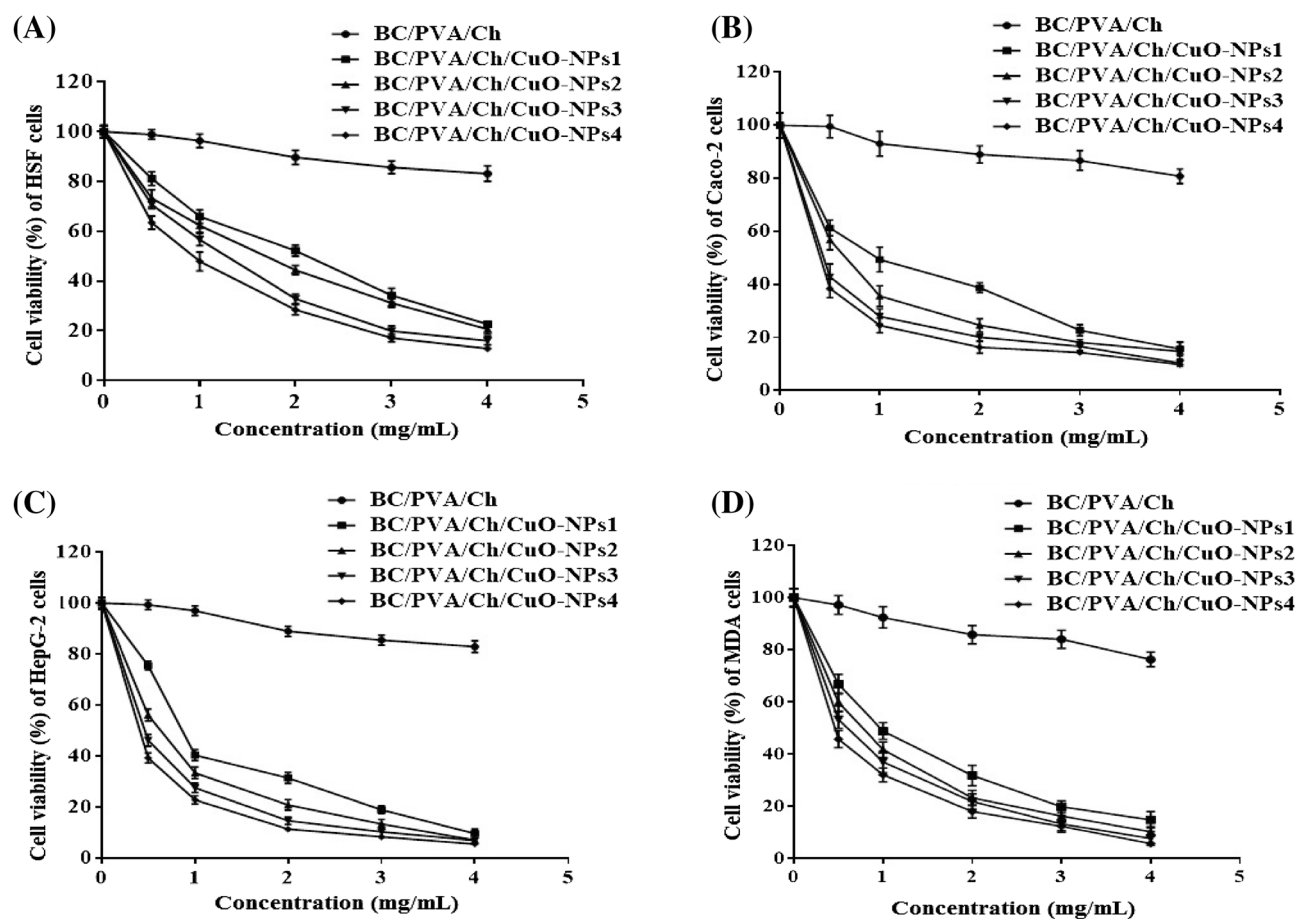 (A)
BC/PVA/Ch
BC/PVA/Ch/CuO-NPs1
BC/PVA/Ch/CuO-NPs2
BC/PVA/Ch/CuO-NPs3
BC/PVA/Ch/CuO-NPs4
Cell viability (%) of HSF cells
120
100
80
60
40
20
0
0 1 2 3 4 5
Concentration (mg/mL)
(B)
BC/PVA/Ch
BC/PVA/Ch/CuO-NPs1
BC/PVA/Ch/CuO-NPs2
BC/PVA/Ch/CuO-NPs3
BC/PVA/Ch/CuO-NPs4
Cell viability (%) of Caco-2 cells
120
100
80
60
40
20
0
0 1 2 3 4 5
Concentration (mg/mL)
(C)
BC/PVA/Ch
BC/PVA/Ch/CuO-NPs1
BC/PVA/Ch/CuO-NPs2
BC/PVA/Ch/CuO-NPs3
BC/PVA/Ch/CuO-NPs4
Cell viability (%) of HepG-2 cells
120
100
80
60
40
20
0
0 1 2 3 4 5
Concentration (mg/mL)
(D)
BC/PVA/Ch
BC/PVA/Ch/CuO-NPs1
BC/PVA/Ch/CuO-NPs2
BC/PVA/Ch/CuO-NPs3
BC/PVA/Ch/CuO-NPs4
Cell viability (%) of MDA cells
120
100
80
60
40
20
0
0 1 2 3 4 5
Concentration (mg/mL)